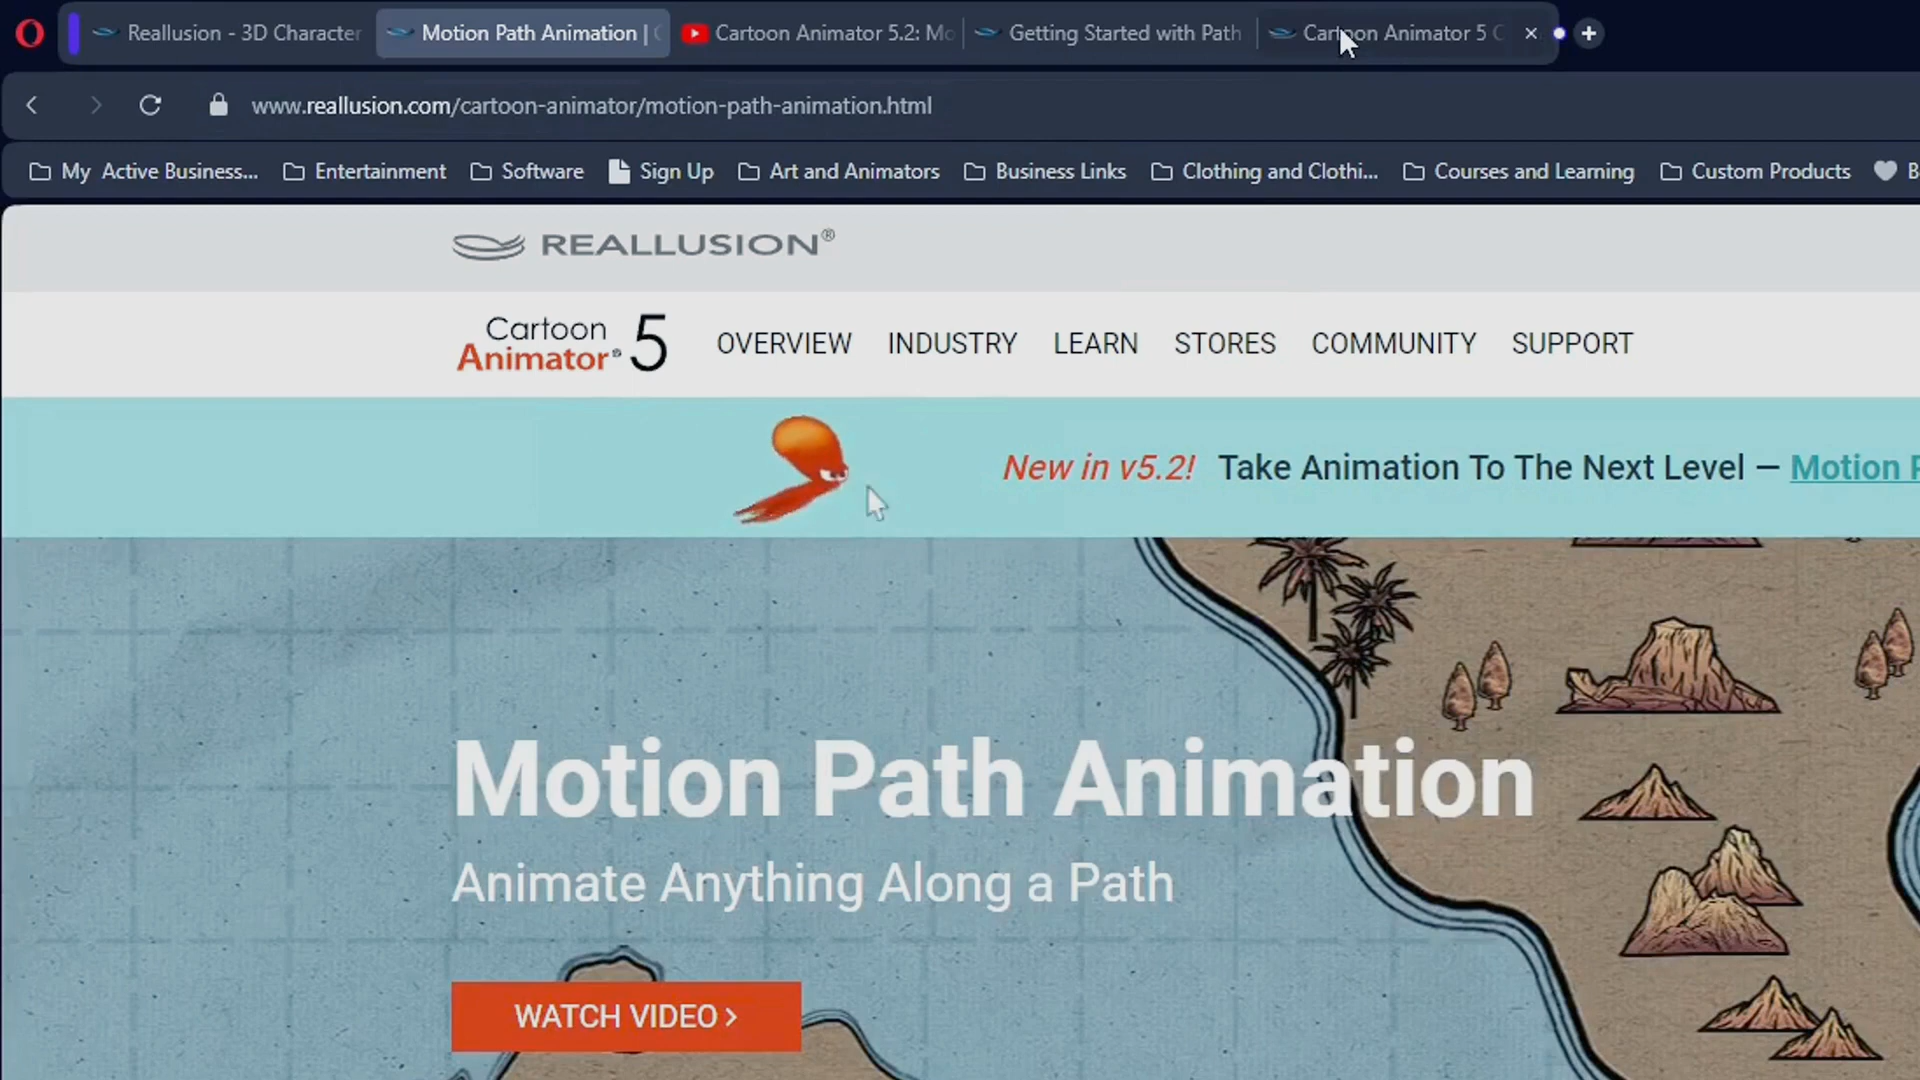 Reallusion - 3D Character
Motion Path Animation |
Cartoon Animator 5.2: Mo
Getting Started with Path
Cartoon Animator 5
www.reallusion.com/cartoon-animator/motion-path-animation.html
My Active Business...
Entertainment
Software
Sign Up
Art and Animators
Business Links
Clothing and Clothi...
Courses and Learning
Custom Products
REALLUSION®
Cartoon Animator® 5
OVERVIEW
INDUSTRY
LEARN
STORES
COMMUNITY
SUPPORT
New in v5.2! Take Animation To The Next Level — Motion
Motion Path Animation
Animate Anything Along a Path
WATCH VIDEO >